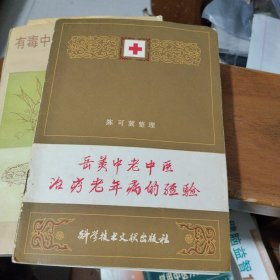 有毒中
陈可冀整理
岳美中老中医
治疗老年病的经验
科学技术文献出版社